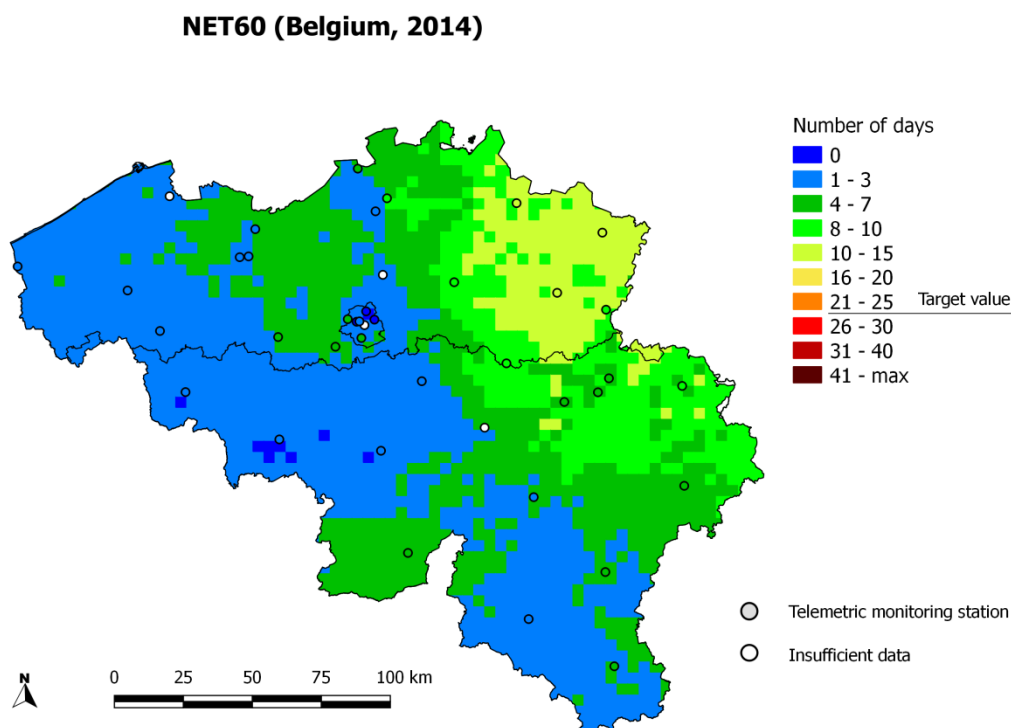 NET60 (Belgium, 2014)
Number of days
0
1 - 3
4 - 7
8 - 10
10 - 15
16 - 20
21 - 25
Target value
26 - 30
31 - 40
41 - max
Telemetric monitoring station
Insufficient data
N
0 25 50 75 100 km